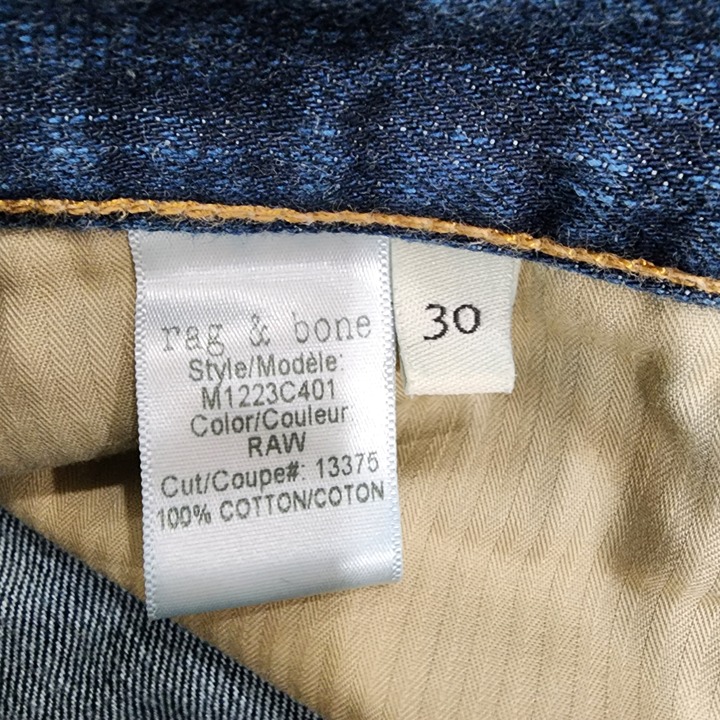 rag & bone
Style/Modèle:
M1223C401
Color/Couleur:
RAW
Cut/Coupe#: 13375
100% COTTON/COTON
30